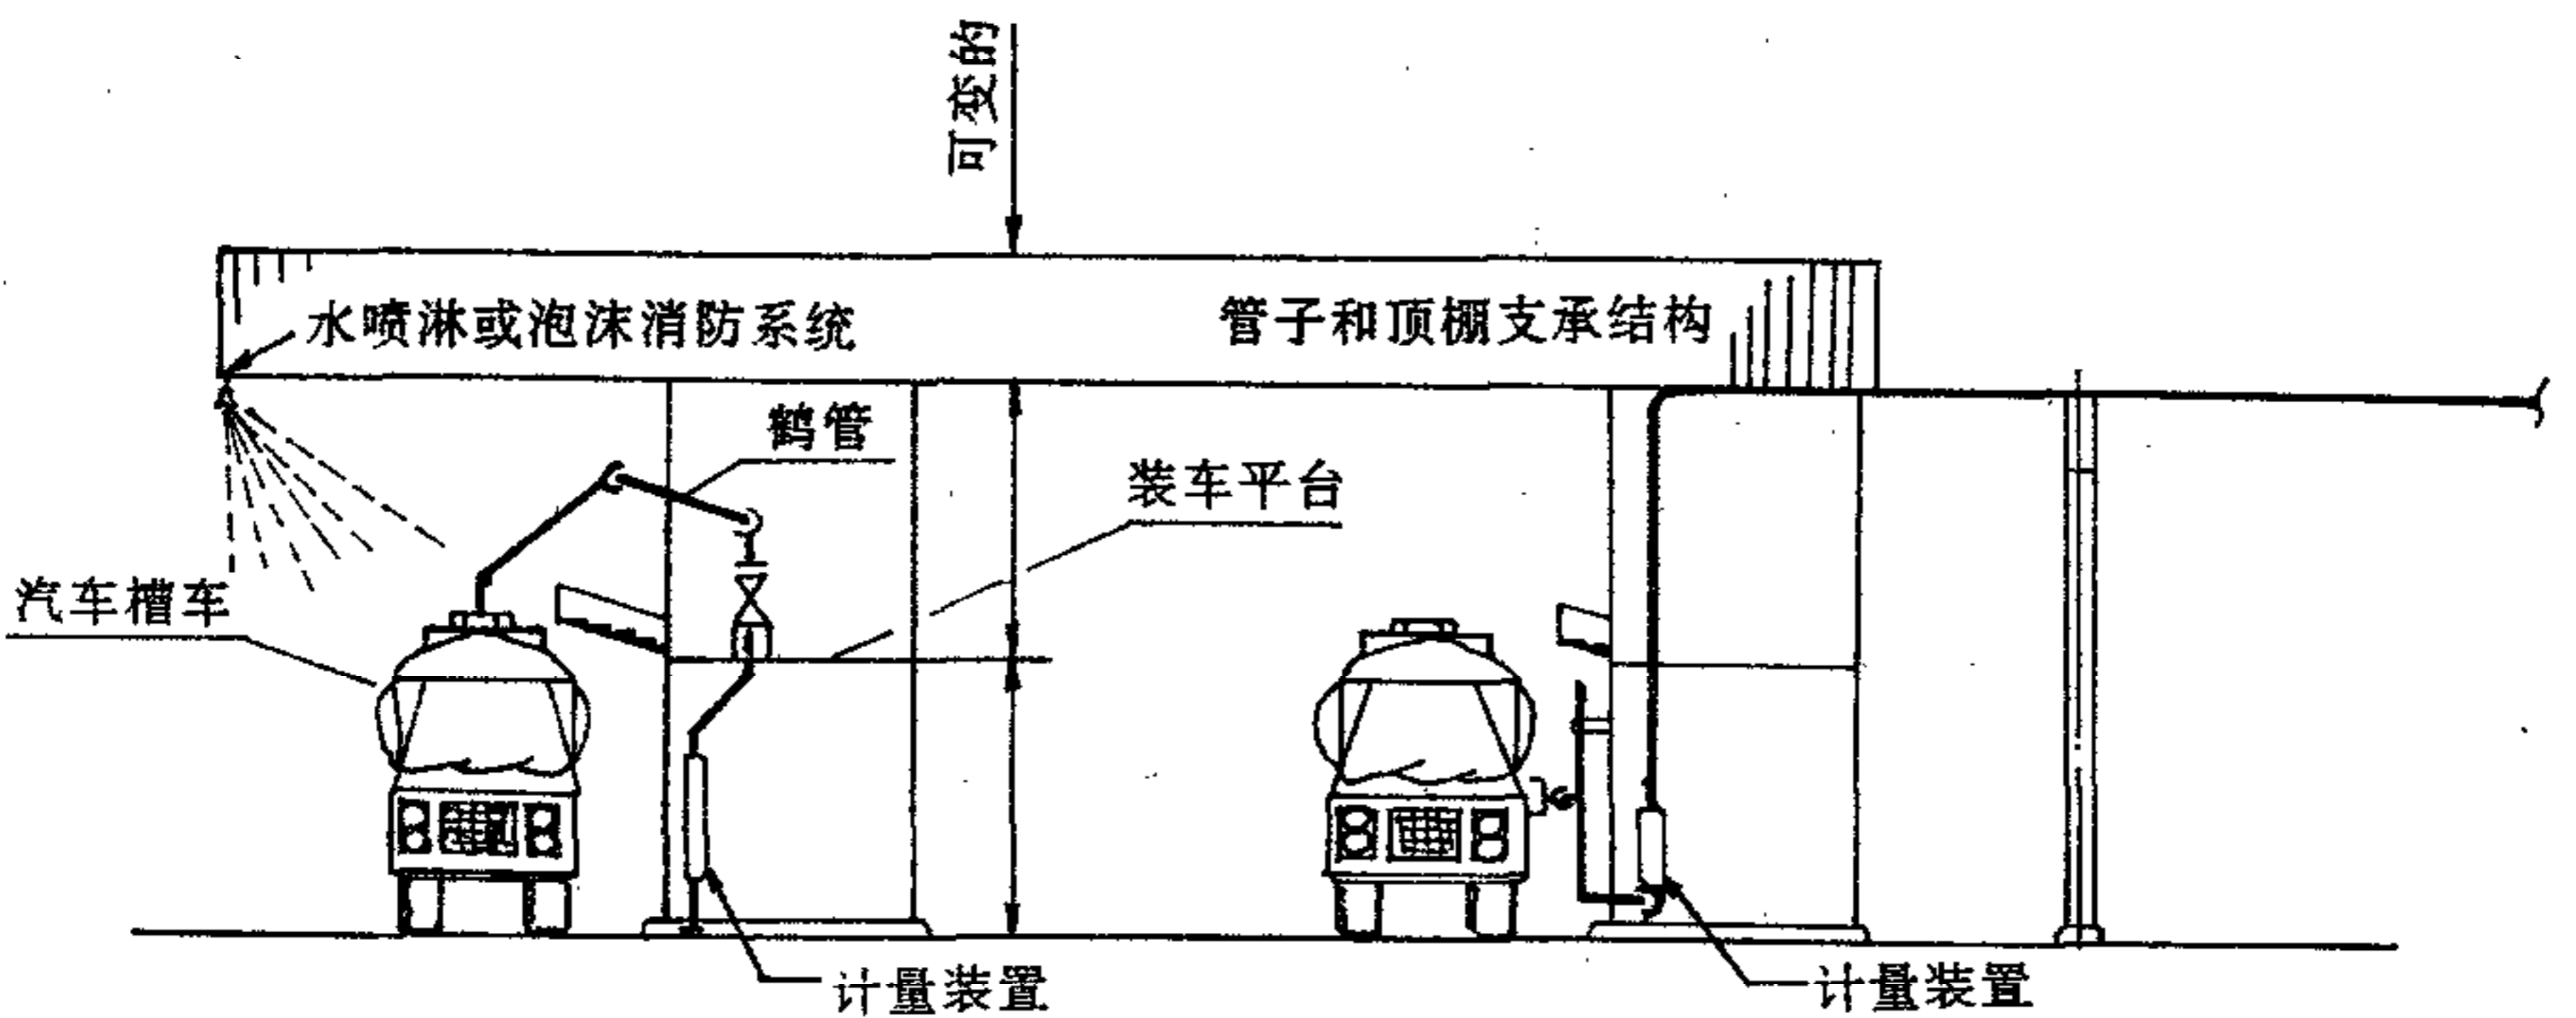 可变的
水喷淋或泡沫消防系统
管子和顶棚支承结构
鹤管
装车平台
汽车槽车
计量装置
计量装置